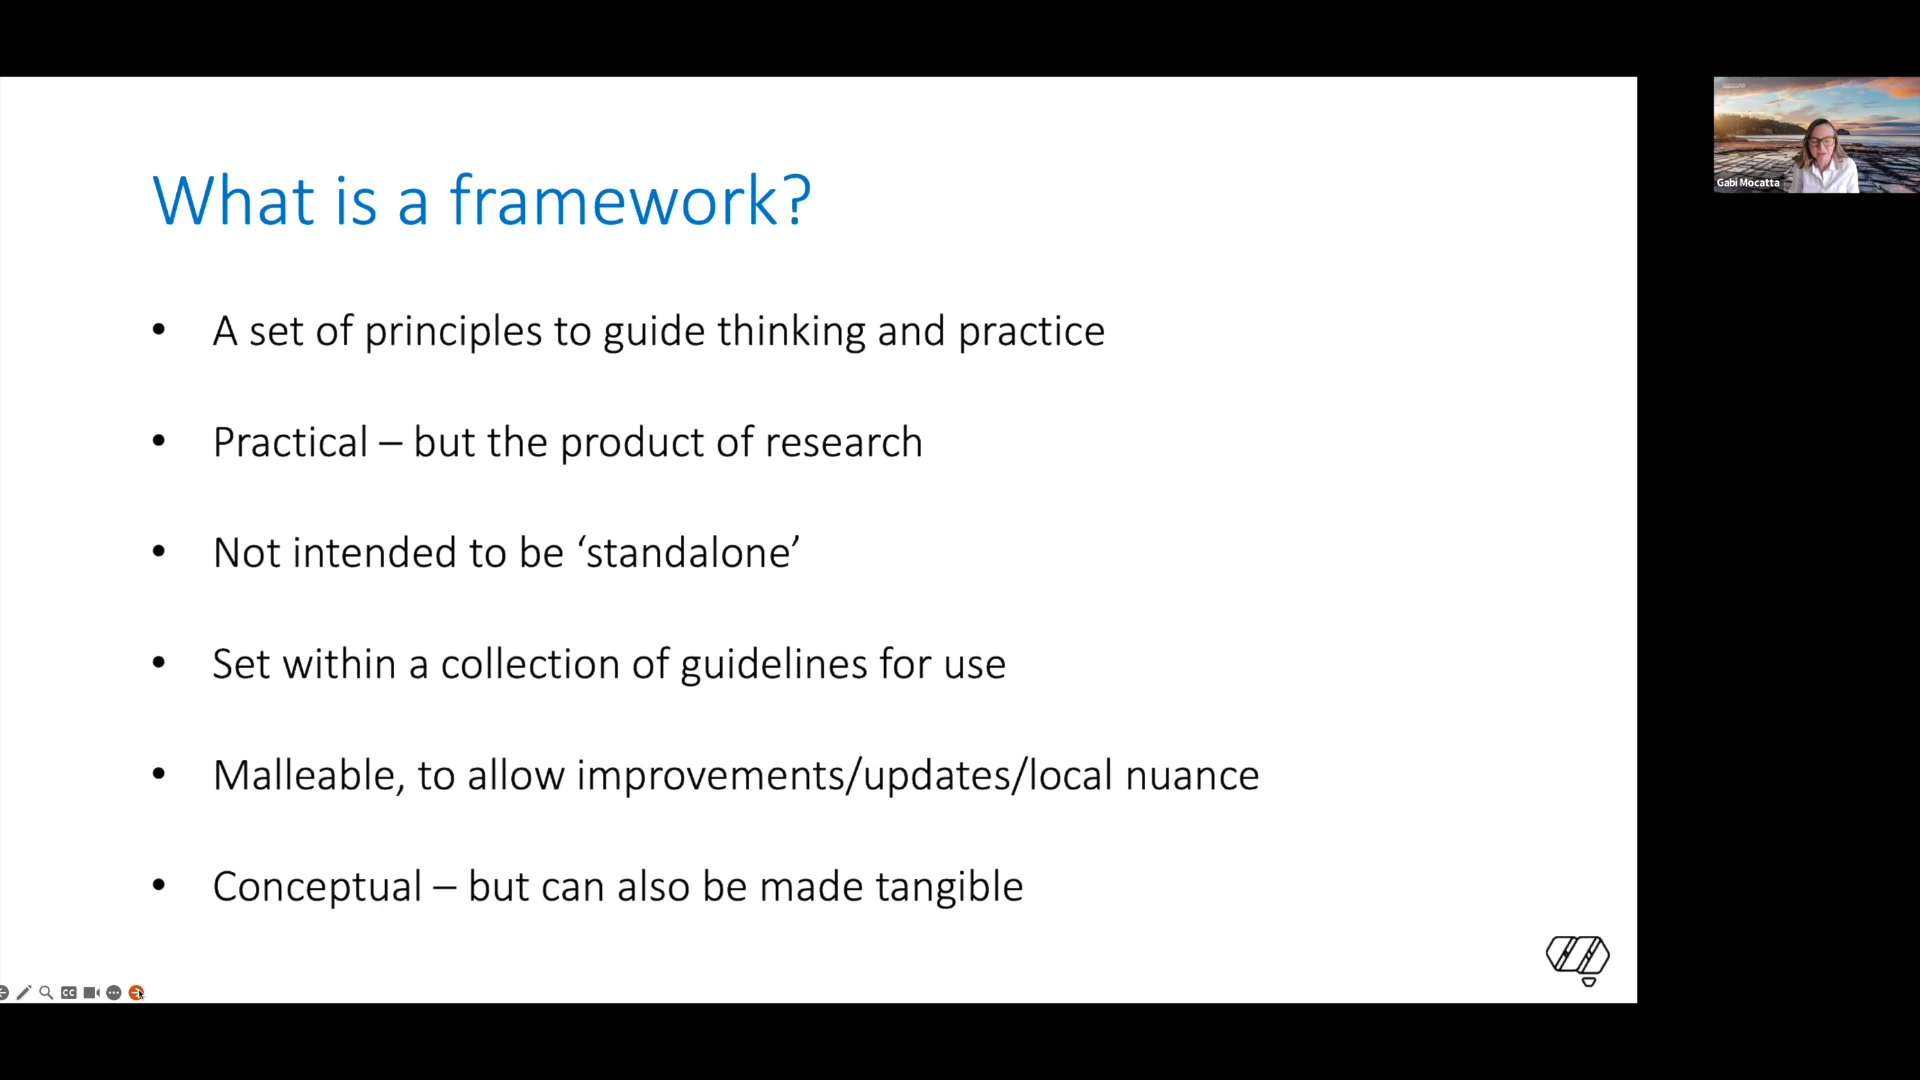 What is a framework?
• A set of principles to guide thinking and practice
• Practical – but the product of research
• Not intended to be ‘standalone’
• Set within a collection of guidelines for use
• Malleable, to allow improvements/updates/local nuance
• Conceptual – but can also be made tangible
Gabi Mocatta
CC